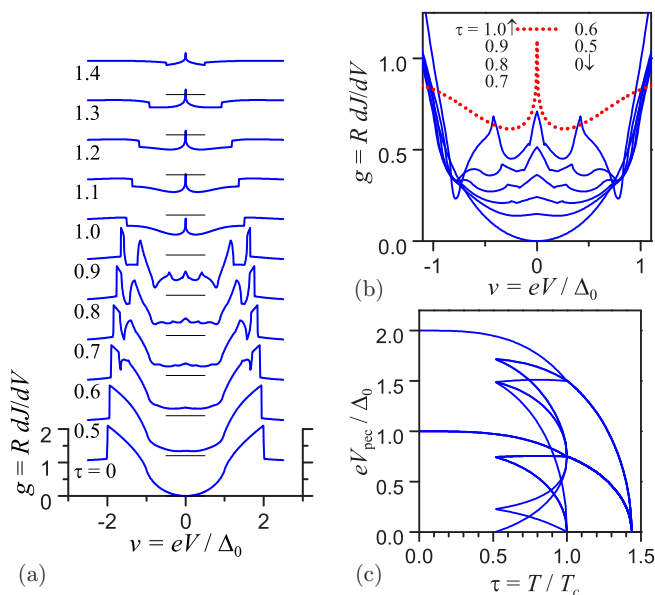 1.4
1.3
1.2
1.1
1.0
0.9
0.8
0.7
0.6
0.5
τ = 0
2
1
0
g = R dJ/dV
-2 0 2
v = eV / Δ₀
(a)
τ = 1.0↑ 0.6
0.9 0.5
0.8 0↓
0.7
1.0
0.5
0.0
g = R dJ/dV
-1 0 1
v = eV / Δ₀
(b)
2.0
1.5
1.0
0.5
0.0
eVpec / Δ₀
0.0 0.5 1.0 1.5
τ = T / Tc
(c)